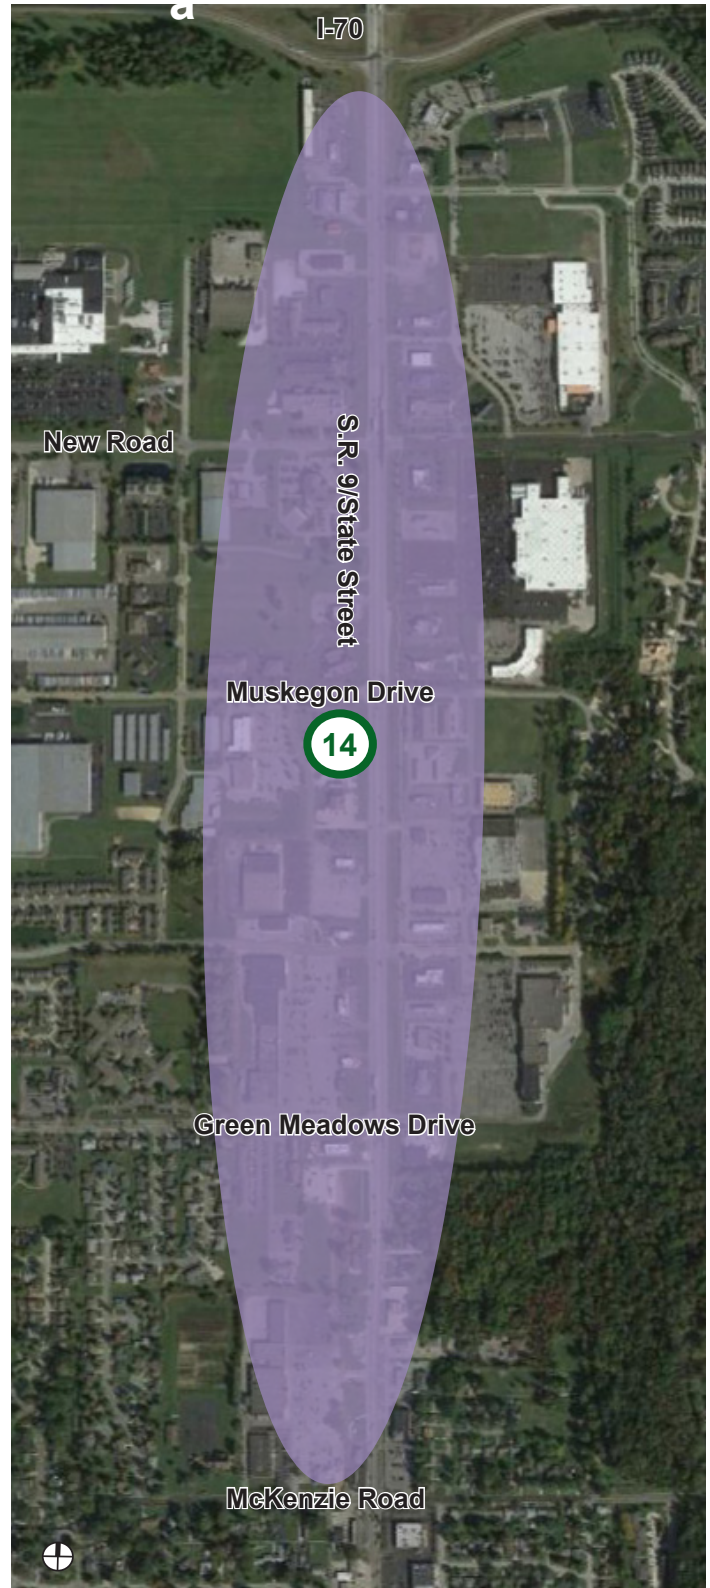 a
I-70
New Road
S.R. 9/State Street
Muskegon Drive
14
Green Meadows Drive
McKenzie Road